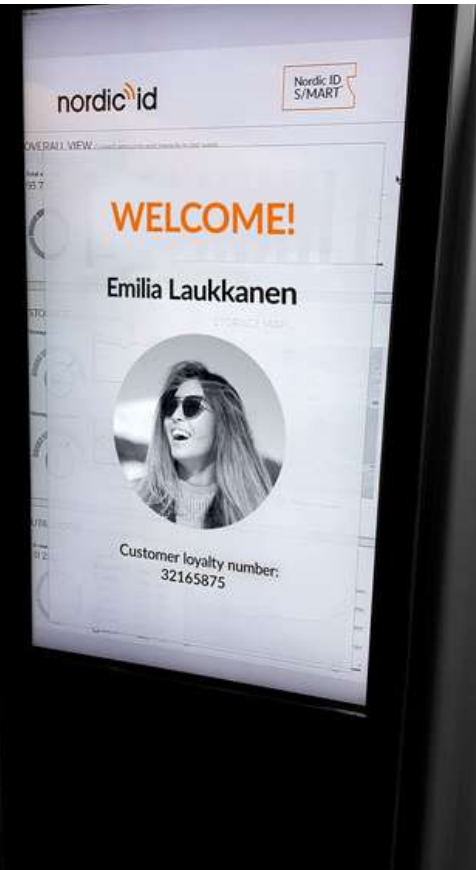 nordic id
Nordic ID
S/MART
OVERALL VIEW
WELCOME!
Emilia Laukkanen
Customer loyalty number:
32165875